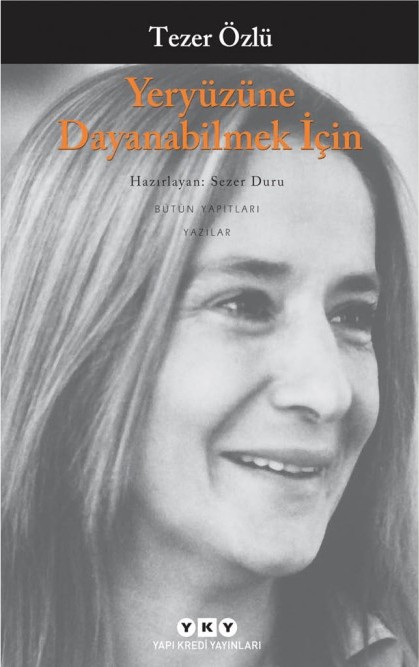 Tezer Özlü
Yeryüzüne
Dayanabilmek İçin
Hazırlayan: Sezer Duru
BÜTÜN YAPITLARI
YAZILAR
YKY
YAPI KREDİ YAYINLARI